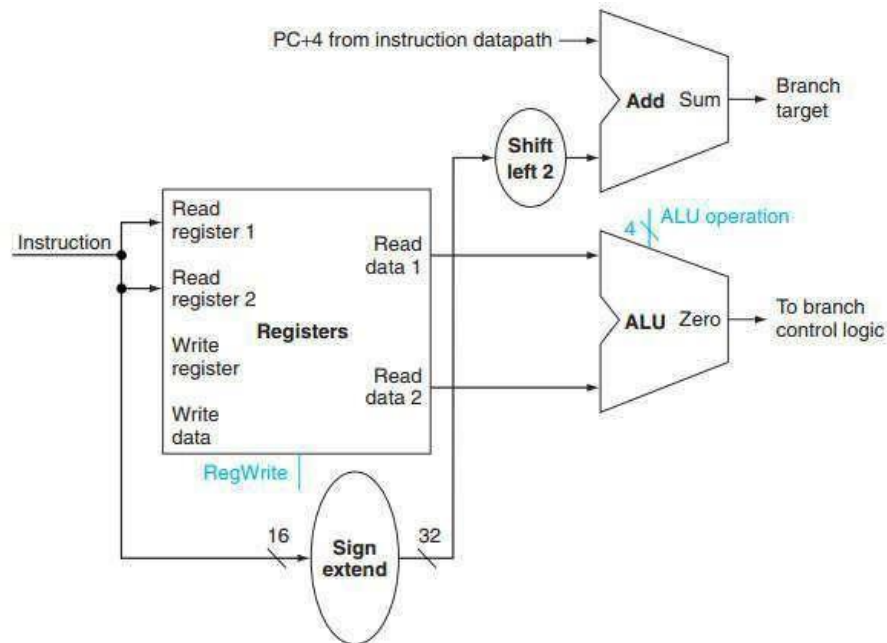 PC+4 from instruction datapath
Add Sum
Branch
target
Shift
left 2
Read
register 1
Instruction
Read
data 1
4
ALU operation
Read
register 2
Registers
ALU Zero
To branch
control logic
Write
register
Read
data 2
Write
data
RegWrite
16
Sign
extend
32